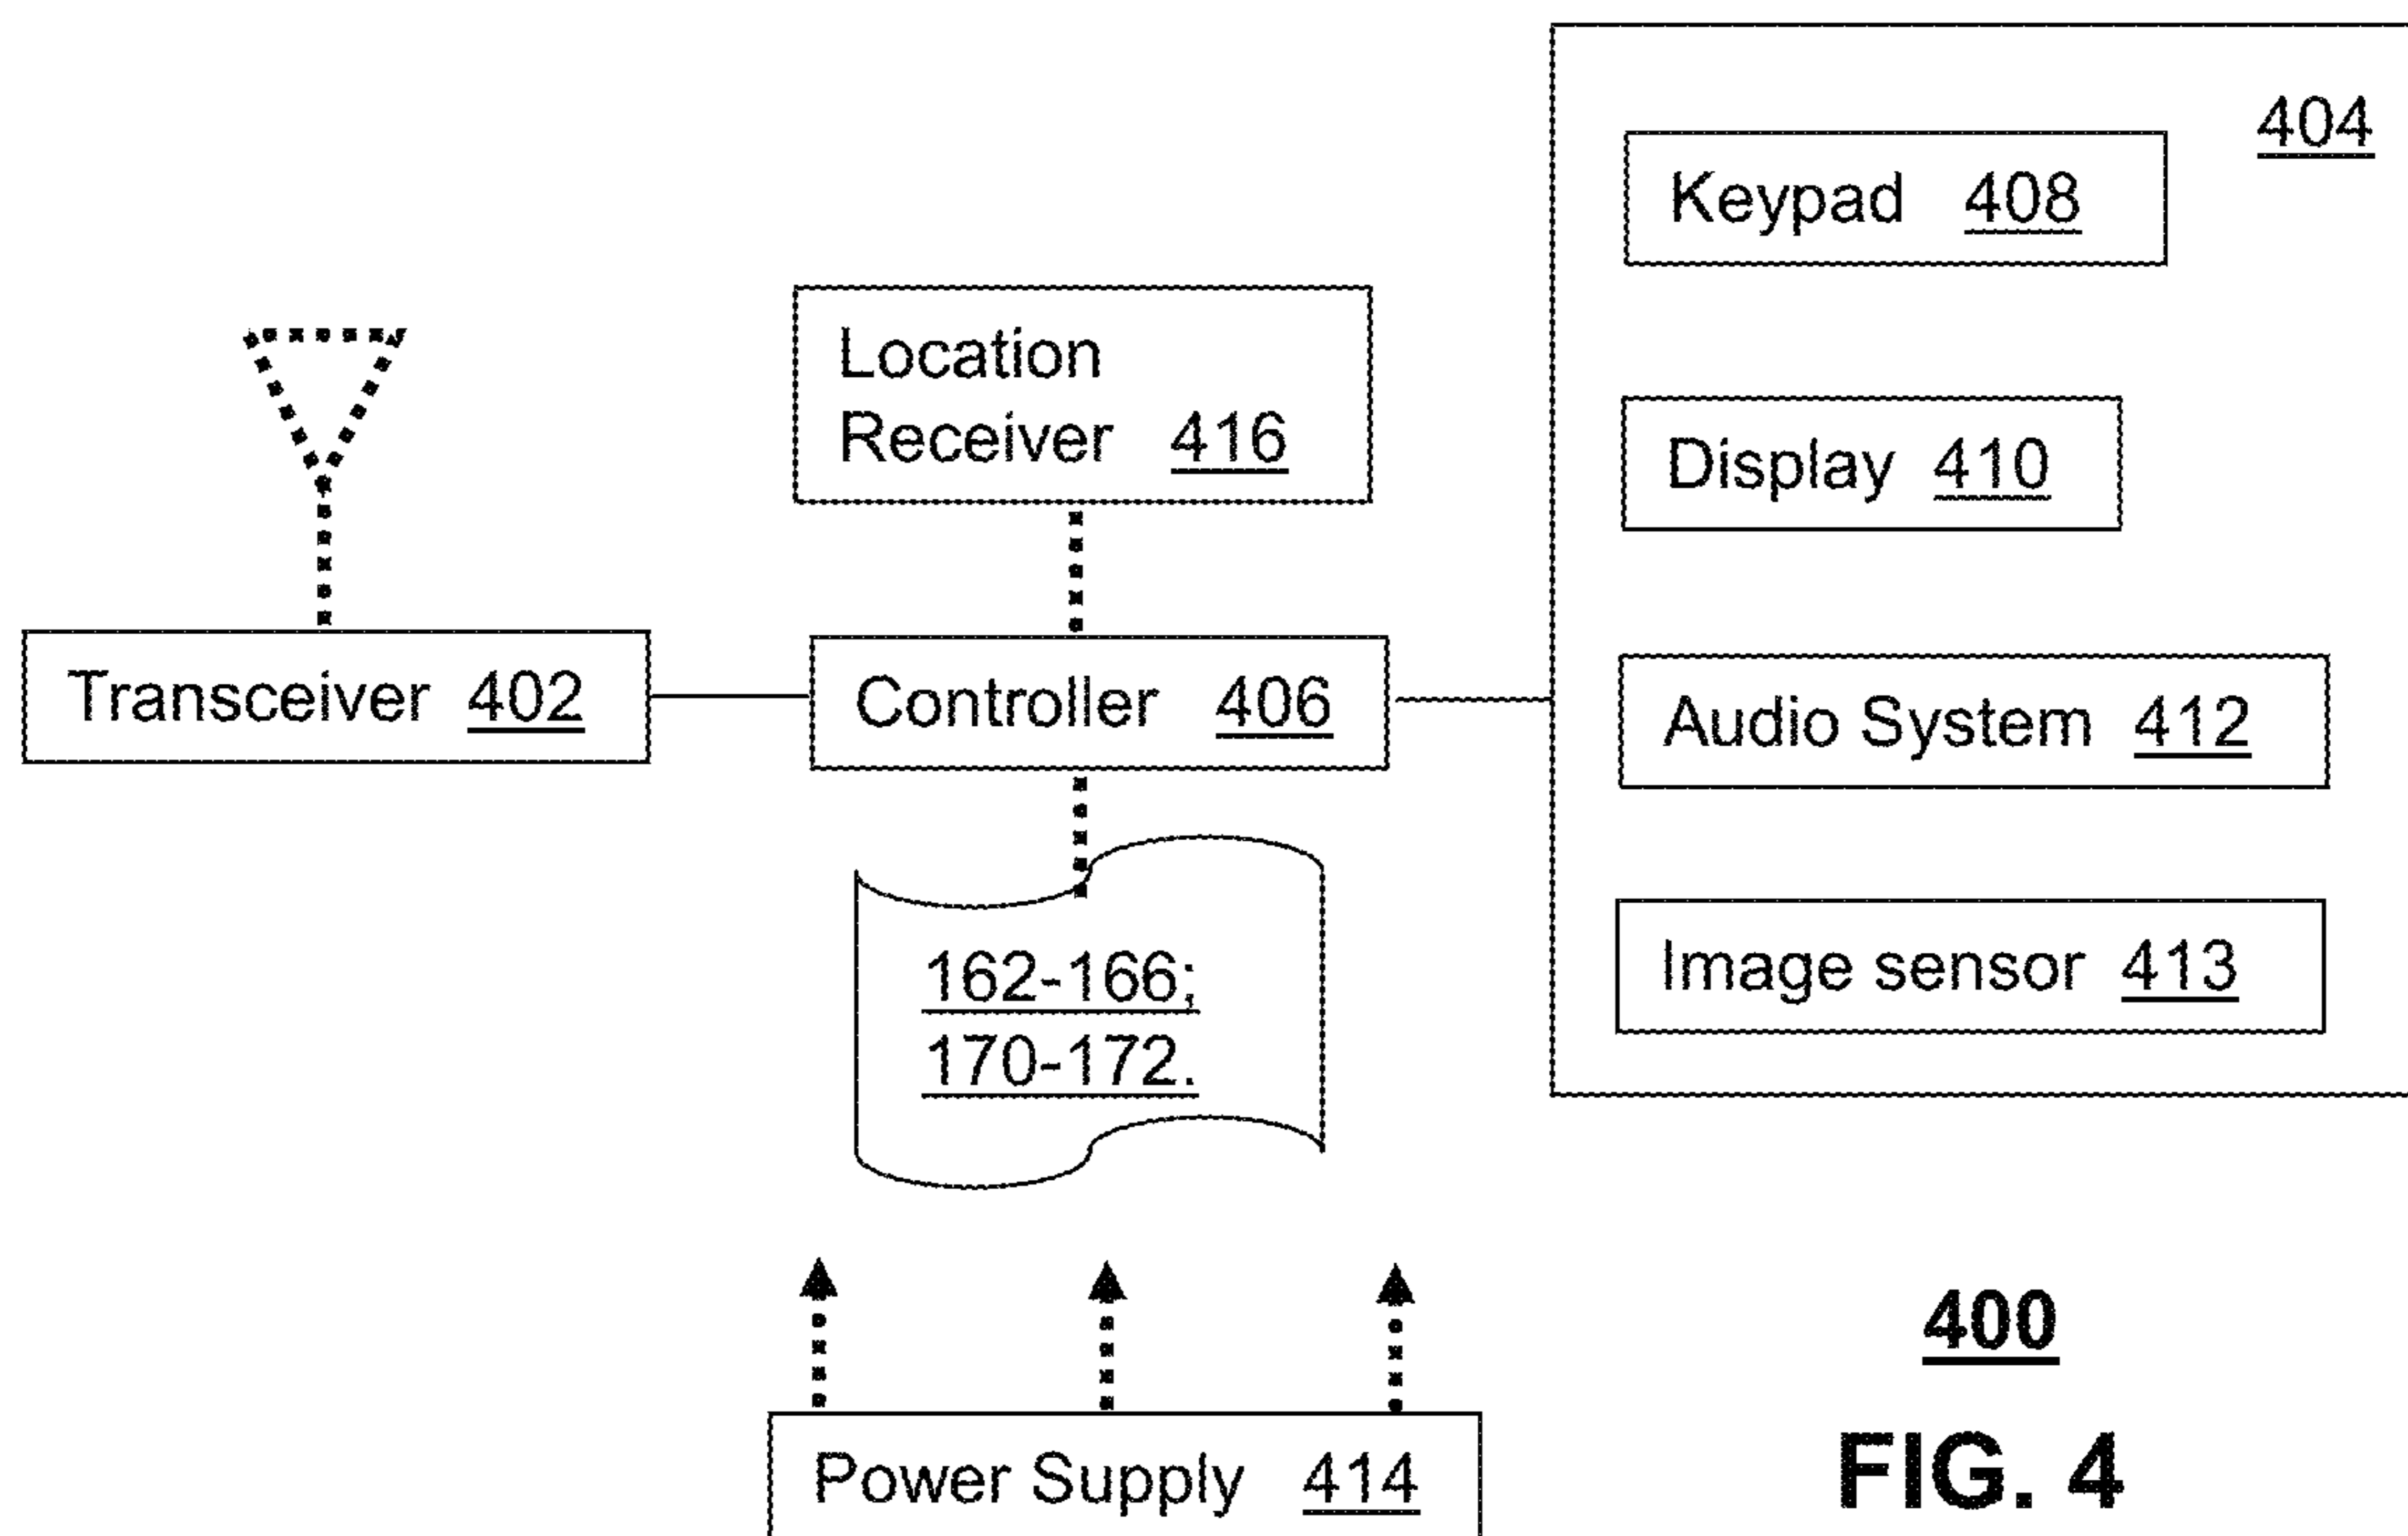 404
Keypad 408
Location
Receiver 416
Display 410
Transceiver 402
Controller 406
Audio System 412
162-166;
170-172.
Image sensor 413
400
Power Supply 414
FIG. 4